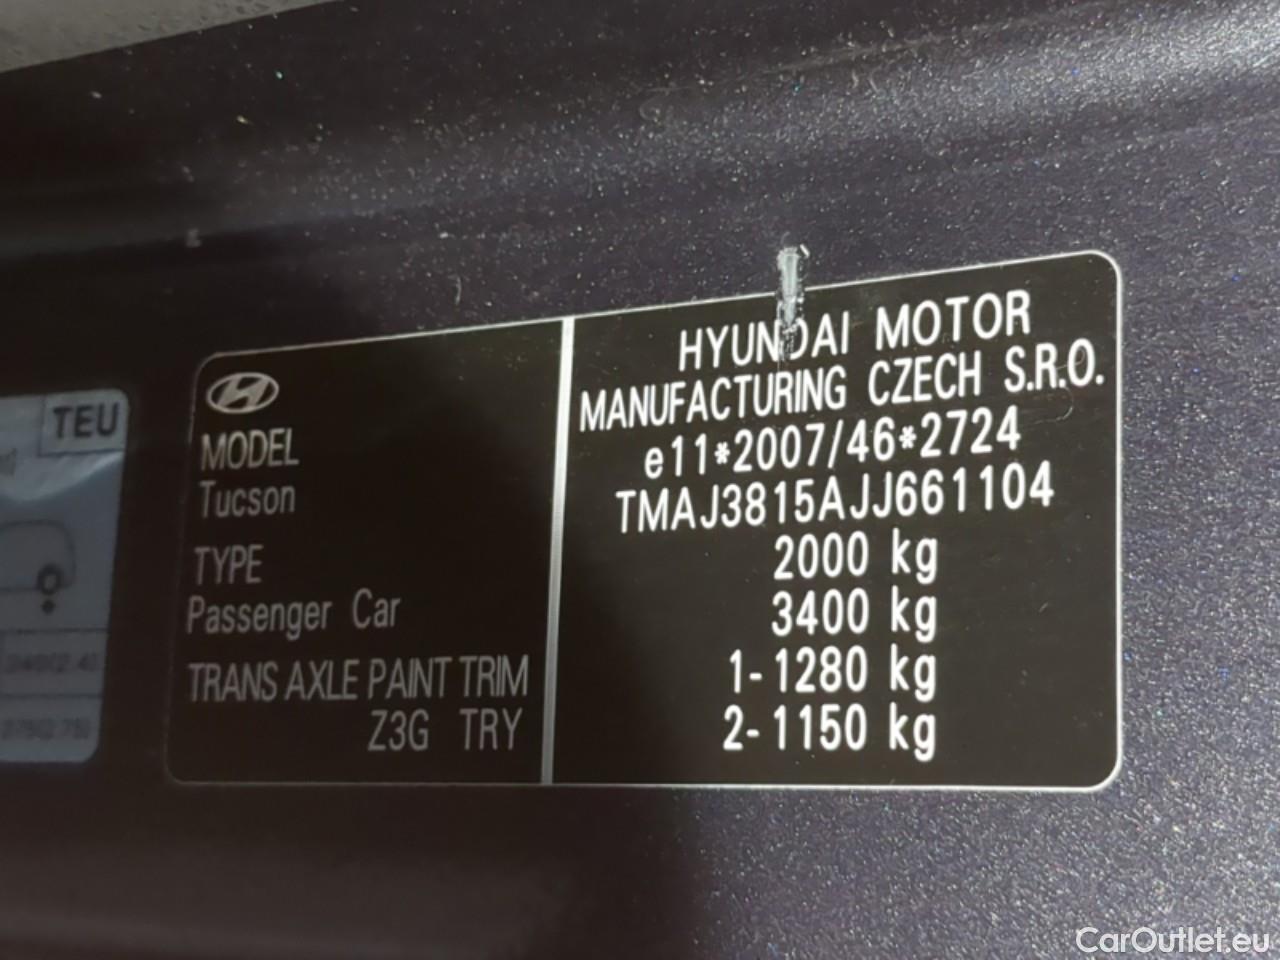 TEU
MODEL
Tucson
TYPE
Passenger Car
TRANS AXLE PAINT TRIM
Z3G TRY
HYUNDAI MOTOR
MANUFACTURING CZECH S.R.O.
e11*2007/46*2724
TMAJ3815AJJ661104
2000 kg
3400 kg
1-1280 kg
2-1150 kg
CarOutlet.eu